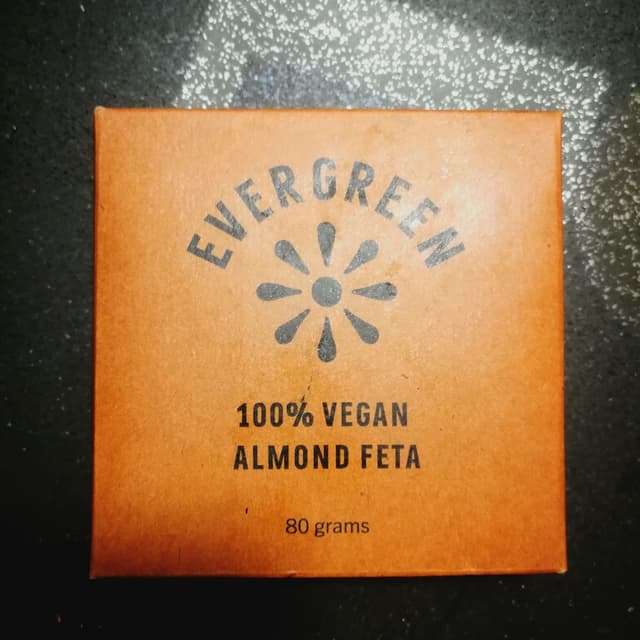 EVERGREEN
100% VEGAN
ALMOND FETA
80 grams